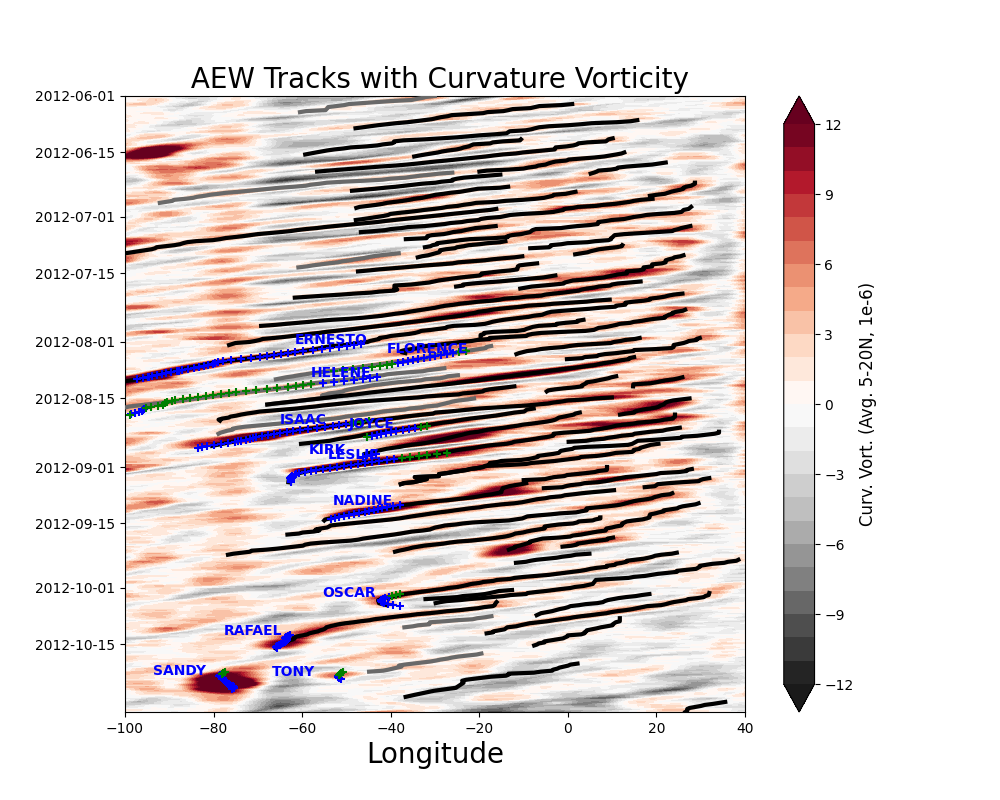 AEW Tracks with Curvature Vorticity
2012-06-01
2012-06-15
2012-07-01
2012-07-15
2012-08-01
2012-08-15
2012-09-01
2012-09-15
2012-10-01
2012-10-15
ERNESTO
FLORENCE
HELENE
ISAAC
JOYCE
KIRK
LESLIE
NADINE
OSCAR
RAFAEL
SANDY
TONY
−100
−80
−60
−40
−20
0
20
40
Longitude
12
9
6
3
0
−3
−6
−9
−12
Curv. Vort. (Avg. 5-20N, 1e-6)